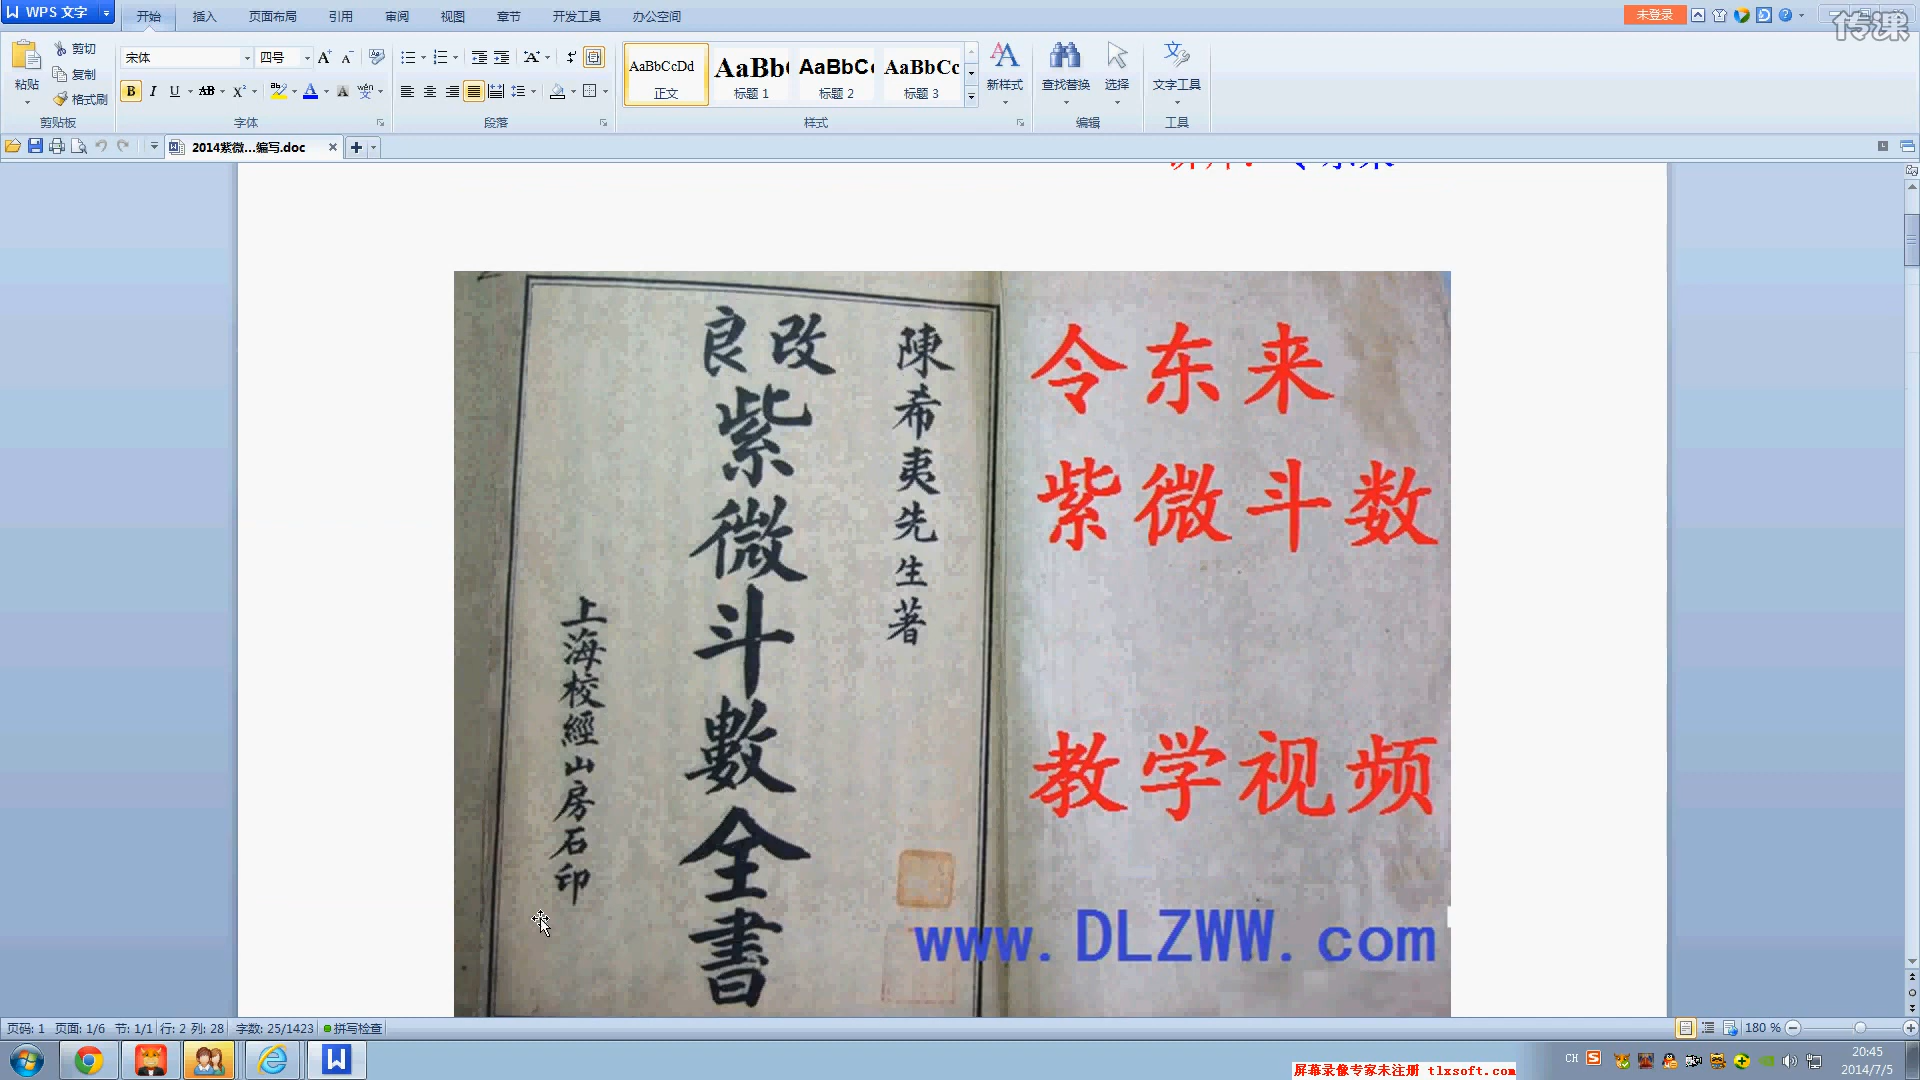 WPS 文字
开始
插入
页面布局
引用
审阅
视图
章节
开发工具
办公空间
未登录
传课
粘贴
剪切
复制
格式刷
剪贴板
宋体
四号
字体
段落
AaBbCcDd
正文
AaBb
标题 1
AaBbC
标题 2
AaBbCc
标题 3
样式
新样式
查找替换
选择
编辑
文字工具
工具
2014紫微...编写.doc
陳希夷先生著
改良
紫微斗數全書
上海校經山房石印
令东来
紫微斗数
教学视频
www.DLZWW.com
页码: 1 页面: 1/6 节: 1/1 行: 2 列: 28 字数: 25/1423 拼写检查
180 %
CH
屏幕录像专家未注册 tlxsoft.com
20:45
2014/7/5